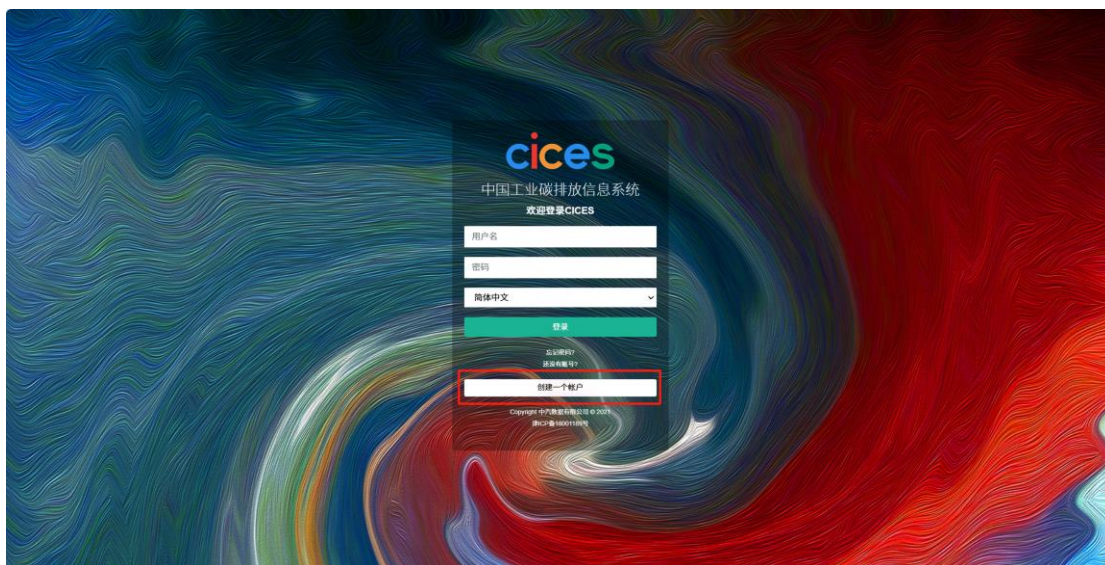 cices
中国工业碳排放信息系统
欢迎登录CICES
用户名
密码
简体中文
登录
忘记密码?
还没有账号?
创建一个帐户
Copyright 中汽数据有限公司 © 2021